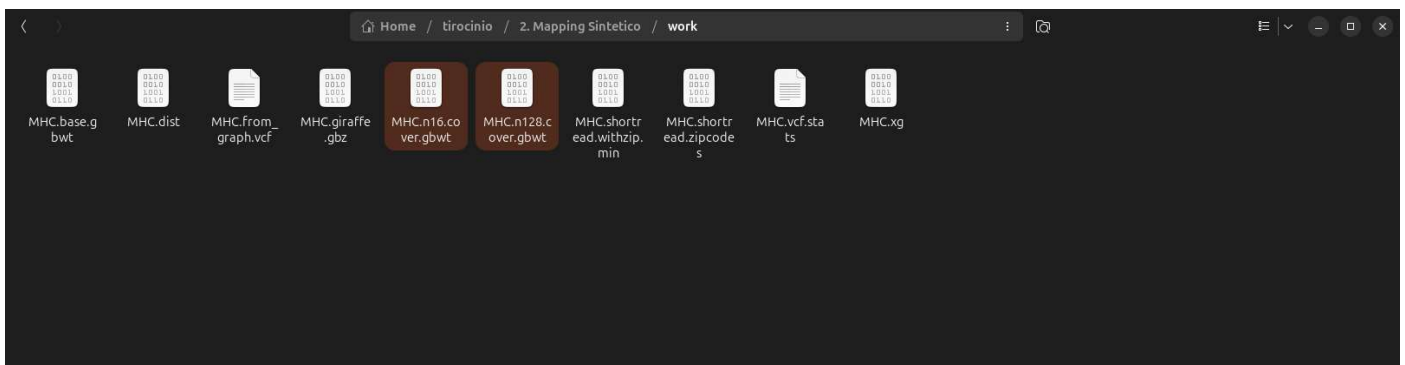 Home / tirocinio / 2. Mapping Sintetico / work
MHC.base.g
bwt
MHC.dist
MHC.from_
graph.vcf
MHC.giraffe
.gbz
MHC.n16.co
ver.gbwt
MHC.n128.c
over.gbwt
MHC.shortr
ead.withzip.
min
MHC.shortr
ead.zipcode
s
MHC.vcf.sta
ts
MHC.xg